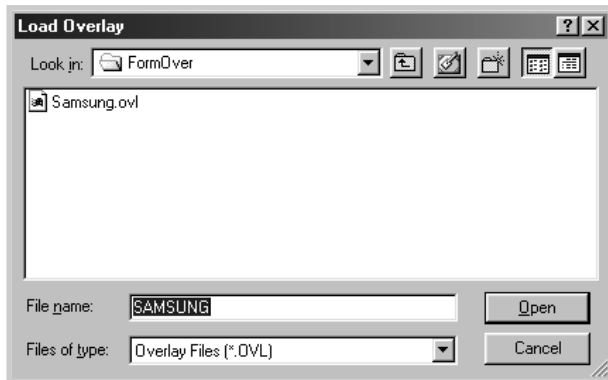 Load Overlay
Look in: FormOver
Samsung.ovl
File name: SAMSUNG Open
Files of type: Overlay Files (*.OVL) Cancel